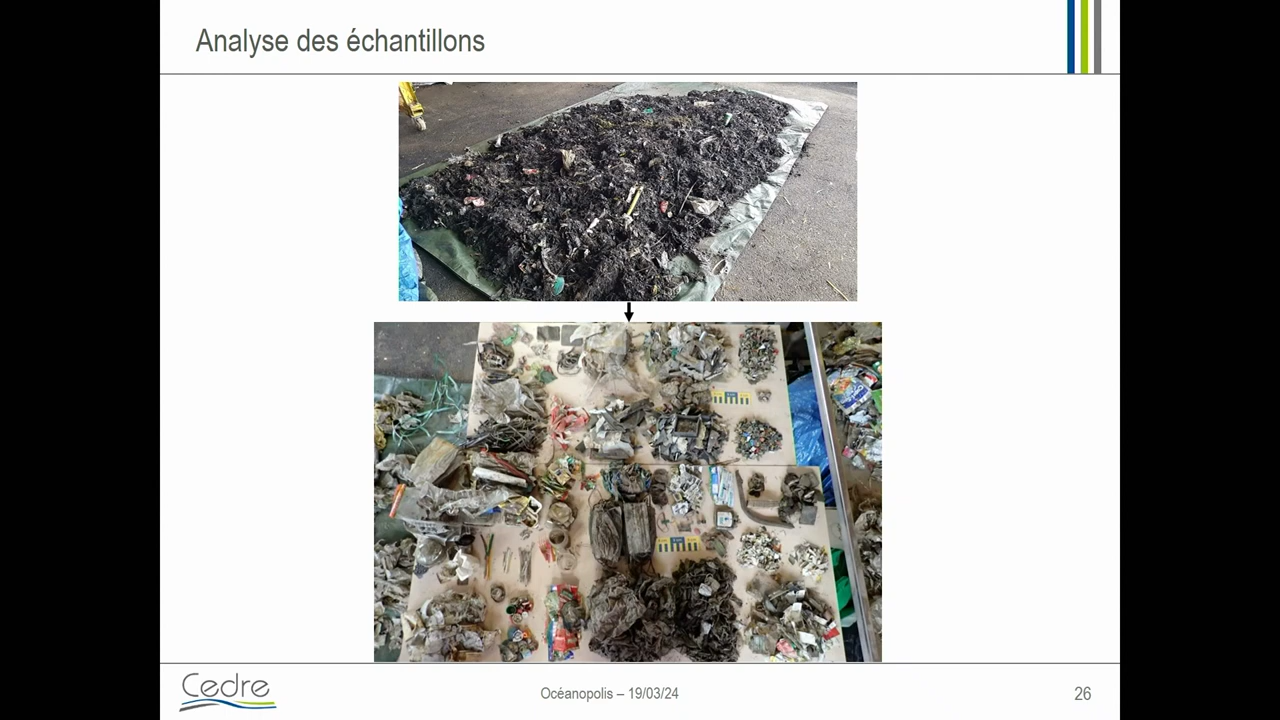 Analyse des échantillons
Cedre
Océanopolis – 19/03/24
26